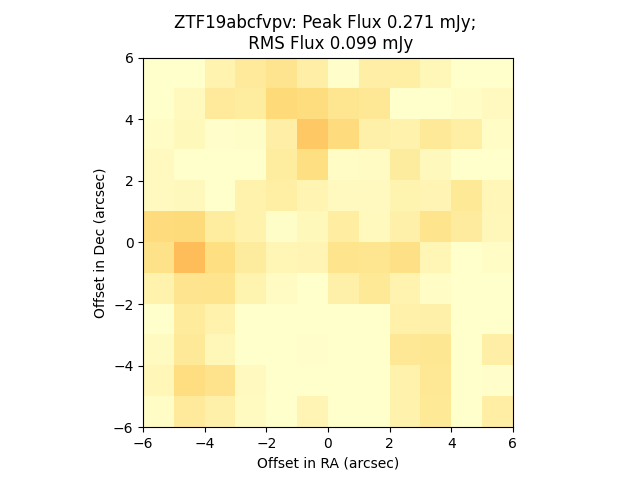 ZTF19abcfvpv: Peak Flux 0.271 mJy;
RMS Flux 0.099 mJy
6
4
2
0
−2
−4
−6
Offset in Dec (arcsec)
−6 −4 −2 0 2 4 6
Offset in RA (arcsec)